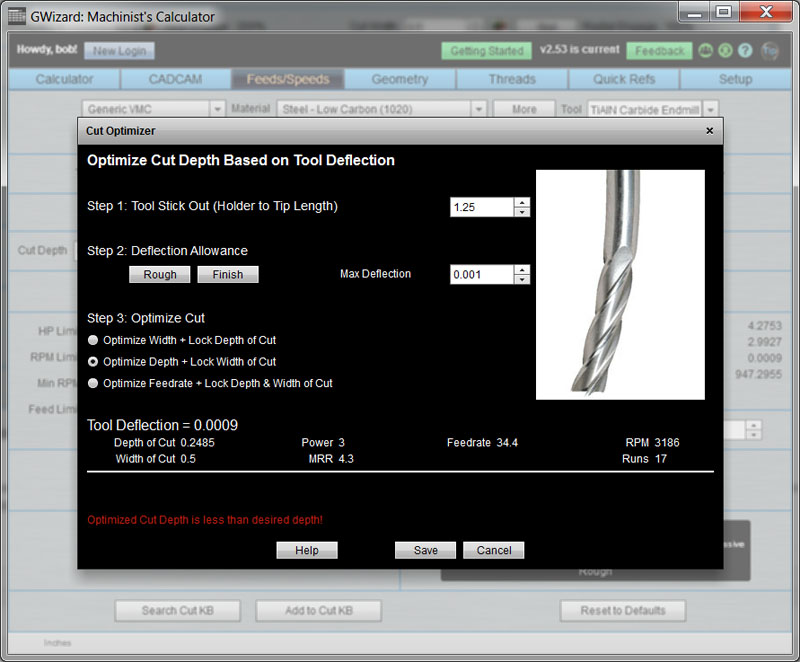 GWizard: Machinist's Calculator
Howdy, bob! New Login Getting Started v2.53 is current Feedback ? Tip
Calculator CADCAM Feeds/Speeds Geometry Threads Quick Refs Setup
Generic VMC Material Steel - Low Carbon (1020) More Tool TiAlN Carbide Endmill
Cut Optimizer
Optimize Cut Depth Based on Tool Deflection
Step 1: Tool Stick Out (Holder to Tip Length) 1.25
Cut Depth Step 2: Deflection Allowance
Rough Finish Max Deflection 0.001
Step 3: Optimize Cut
HP Limi Optimize Width + Lock Depth of Cut 4.2753
2.9927
RPM Limi Optimize Depth + Lock Width of Cut 0.0009
Min RPM Optimize Feedrate + Lock Depth & Width of Cut 947.2955
Feed Limi
Tool Deflection = 0.0009
Depth of Cut 0.2485 Power 3 Feedrate 34.4 RPM 3186
Width of Cut 0.5 MRR 4.3 Runs 17
Optimized Cut Depth is less than desired depth!
Help Save Cancel ssive
Rough
Search Cut KB Add to Cut KB Reset to Defaults
Inches